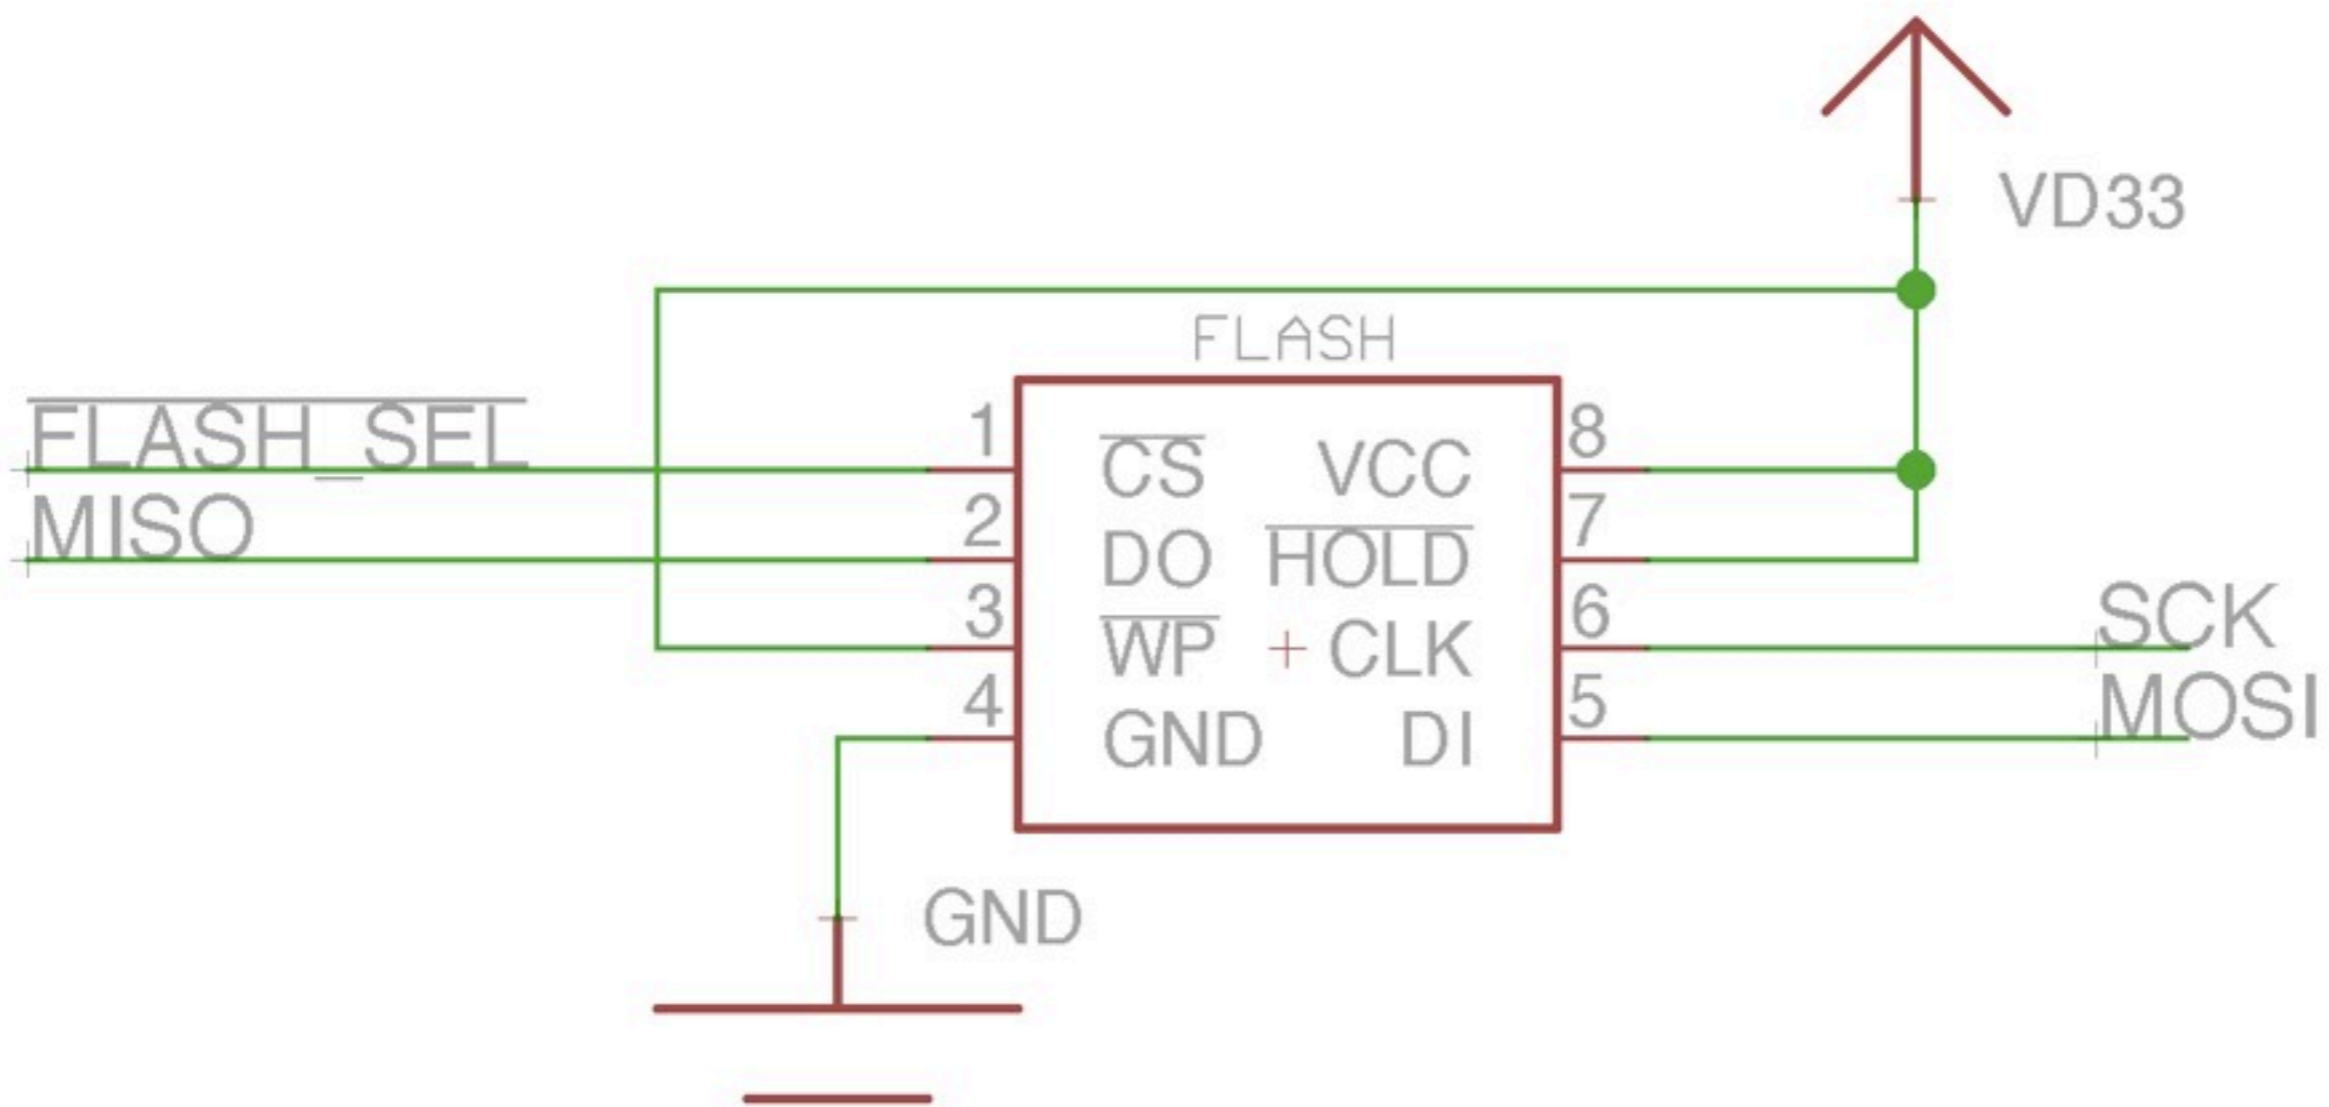 VD33
FLASH
FLASH_SEL
MISO
1 CS VCC 8
2 DO HOLD 7
3 WP CLK 6
4 GND DI 5
SCK
MOSI
GND